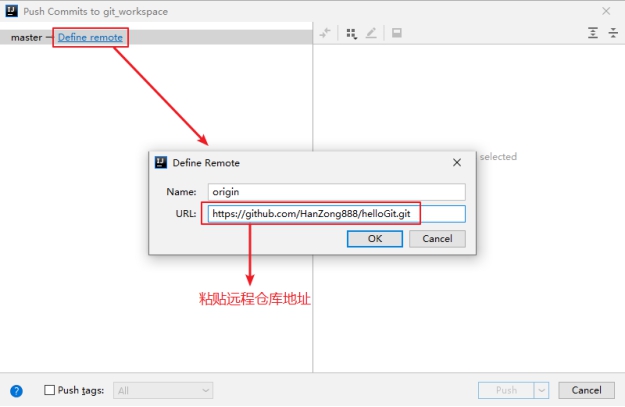 Push Commits to git_workspace
master — Define remote
selected
Define Remote
Name: origin
URL: https://github.com/HanZong888/helloGit.git
OK Cancel
粘贴远程仓库地址
? Push tags: All Push Cancel